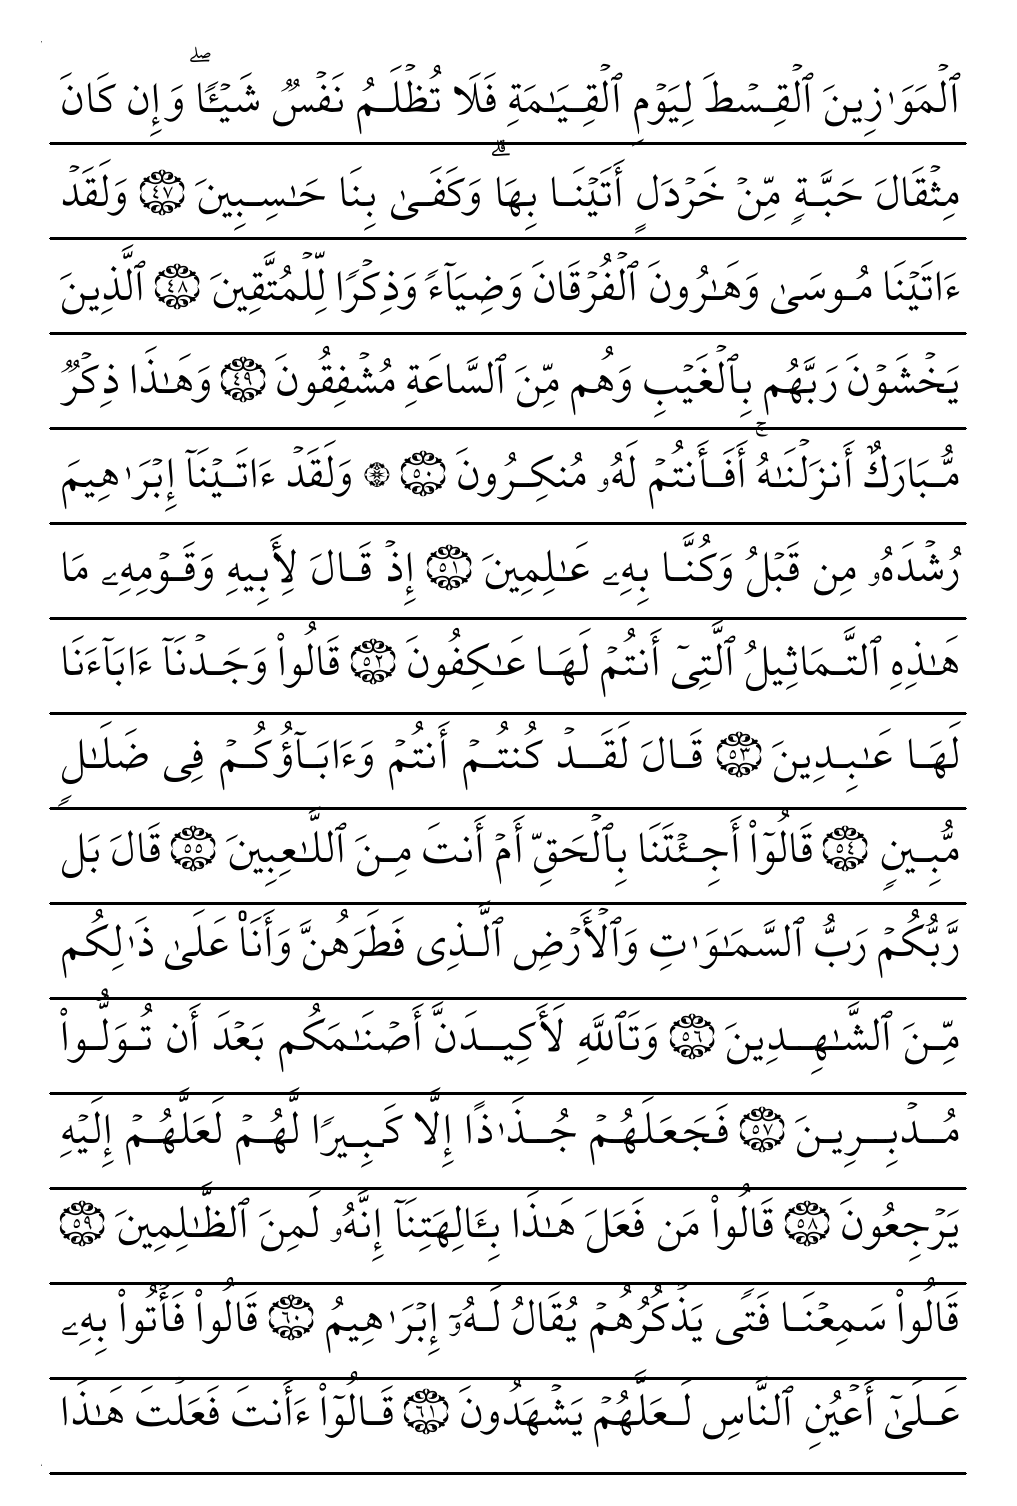 ٱلْمَوَٰزِينَ ٱلْقِسْطَ لِيَوْمِ ٱلْقِيَـٰمَةِ فَلَا تُظْلَمُ نَفْسٌ شَيْـًٔا ۖ وَإِن كَانَ
مِثْقَالَ حَبَّةٍ مِّنْ خَرْدَلٍ أَتَيْنَا بِهَا ۗ وَكَفَىٰ بِنَا حَـٰسِبِينَ ٤٧ وَلَقَدْ
ءَاتَيْنَا مُوسَىٰ وَهَـٰرُونَ ٱلْفُرْقَانَ وَضِيَآءً وَذِكْرًا لِّلْمُتَّقِينَ ٤٨ ٱلَّذِينَ
يَخْشَوْنَ رَبَّهُم بِٱلْغَيْبِ وَهُم مِّنَ ٱلسَّاعَةِ مُشْفِقُونَ ٤٩ وَهَـٰذَا ذِكْرٌ
مُّبَارَكٌ أَنزَلْنَـٰهُ ۚ أَفَأَنتُمْ لَهُۥ مُنكِرُونَ ٥٠ ۞ وَلَقَدْ ءَاتَيْنَآ إِبْرَٰهِيمَ
رُشْدَهُۥ مِن قَبْلُ وَكُنَّا بِهِۦ عَـٰلِمِينَ ٥١ إِذْ قَالَ لِأَبِيهِ وَقَوْمِهِۦ مَا
هَـٰذِهِ ٱلتَّمَاثِيلُ ٱلَّتِىٓ أَنتُمْ لَهَا عَـٰكِفُونَ ٥٢ قَالُوا۟ وَجَدْنَآ ءَابَآءَنَا
لَهَا عَـٰبِدِينَ ٥٣ قَالَ لَقَدْ كُنتُمْ أَنتُمْ وَءَابَآؤُكُمْ فِى ضَلَـٰلٍ
مُّبِينٍ ٥٤ قَالُوٓا۟ أَجِئْتَنَا بِٱلْحَقِّ أَمْ أَنتَ مِنَ ٱللَّـٰعِبِينَ ٥٥ قَالَ بَل
رَّبُّكُمْ رَبُّ ٱلسَّمَـٰوَٰتِ وَٱلْأَرْضِ ٱلَّذِى فَطَرَهُنَّ وَأَنَا۠ عَلَىٰ ذَٰلِكُم
مِّنَ ٱلشَّـٰهِدِينَ ٥٦ وَتَٱللَّهِ لَأَكِيدَنَّ أَصْنَـٰمَكُم بَعْدَ أَن تُوَلُّوا۟
مُدْبِرِينَ ٥٧ فَجَعَلَهُمْ جُذَٰذًا إِلَّا كَبِيرًا لَّهُمْ لَعَلَّهُمْ إِلَيْهِ
يَرْجِعُونَ ٥٨ قَالُوا۟ مَن فَعَلَ هَـٰذَا بِـَٔالِهَتِنَآ إِنَّهُۥ لَمِنَ ٱلظَّـٰلِمِينَ ٥٩
قَالُوا۟ سَمِعْنَا فَتًى يَذْكُرُهُمْ يُقَالُ لَهُۥٓ إِبْرَٰهِيمُ ٦٠ قَالُوا۟ فَأْتُوا۟ بِهِۦ
عَلَىٰٓ أَعْيُنِ ٱلنَّاسِ لَعَلَّهُمْ يَشْهَدُونَ ٦١ قَالُوٓا۟ ءَأَنتَ فَعَلْتَ هَـٰذَا